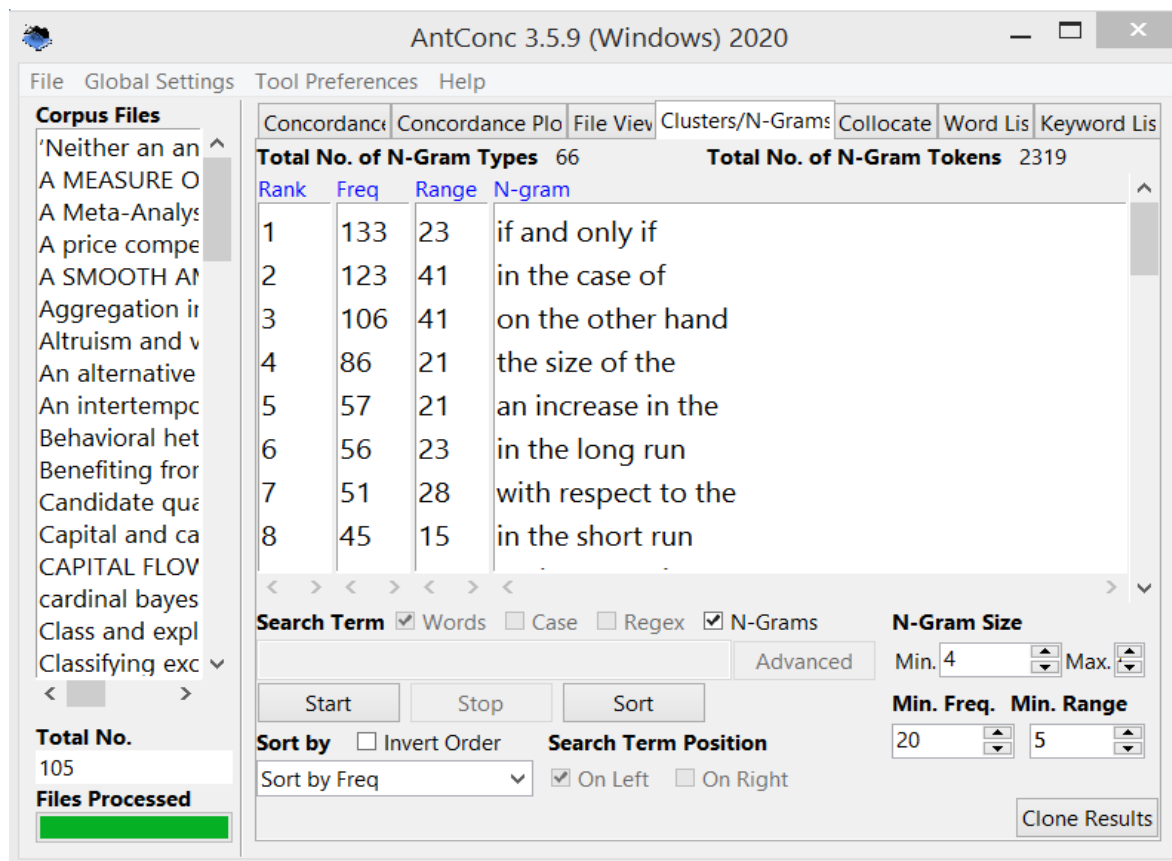 AntConc 3.5.9 (Windows) 2020
File Global Settings Tool Preferences Help
Corpus Files
'Neither an an
A MEASURE O
A Meta-Analys
A price compe
A SMOOTH AN
Aggregation in
Altruism and v
An alternative
An intertempo
Behavioral het
Benefiting fror
Candidate qua
Capital and ca
CAPITAL FLOW
cardinal bayes
Class and expl
Classifying exc
Total No.
105
Files Processed
Concordance Concordance Plo File View Clusters/N-Grams Collocate Word Lis Keyword Lis
Total No. of N-Gram Types 66 Total No. of N-Gram Tokens 2319
Rank Freq Range N-gram
1 133 23 if and only if
2 123 41 in the case of
3 106 41 on the other hand
4 86 21 the size of the
5 57 21 an increase in the
6 56 23 in the long run
7 51 28 with respect to the
8 45 15 in the short run
Search Term Words Case Regex N-Grams
Advanced
Start Stop Sort
Sort by Invert Order Search Term Position
Sort by Freq On Left On Right
N-Gram Size
Min. 4 Max.
Min. Freq. Min. Range
20 5
Clone Results